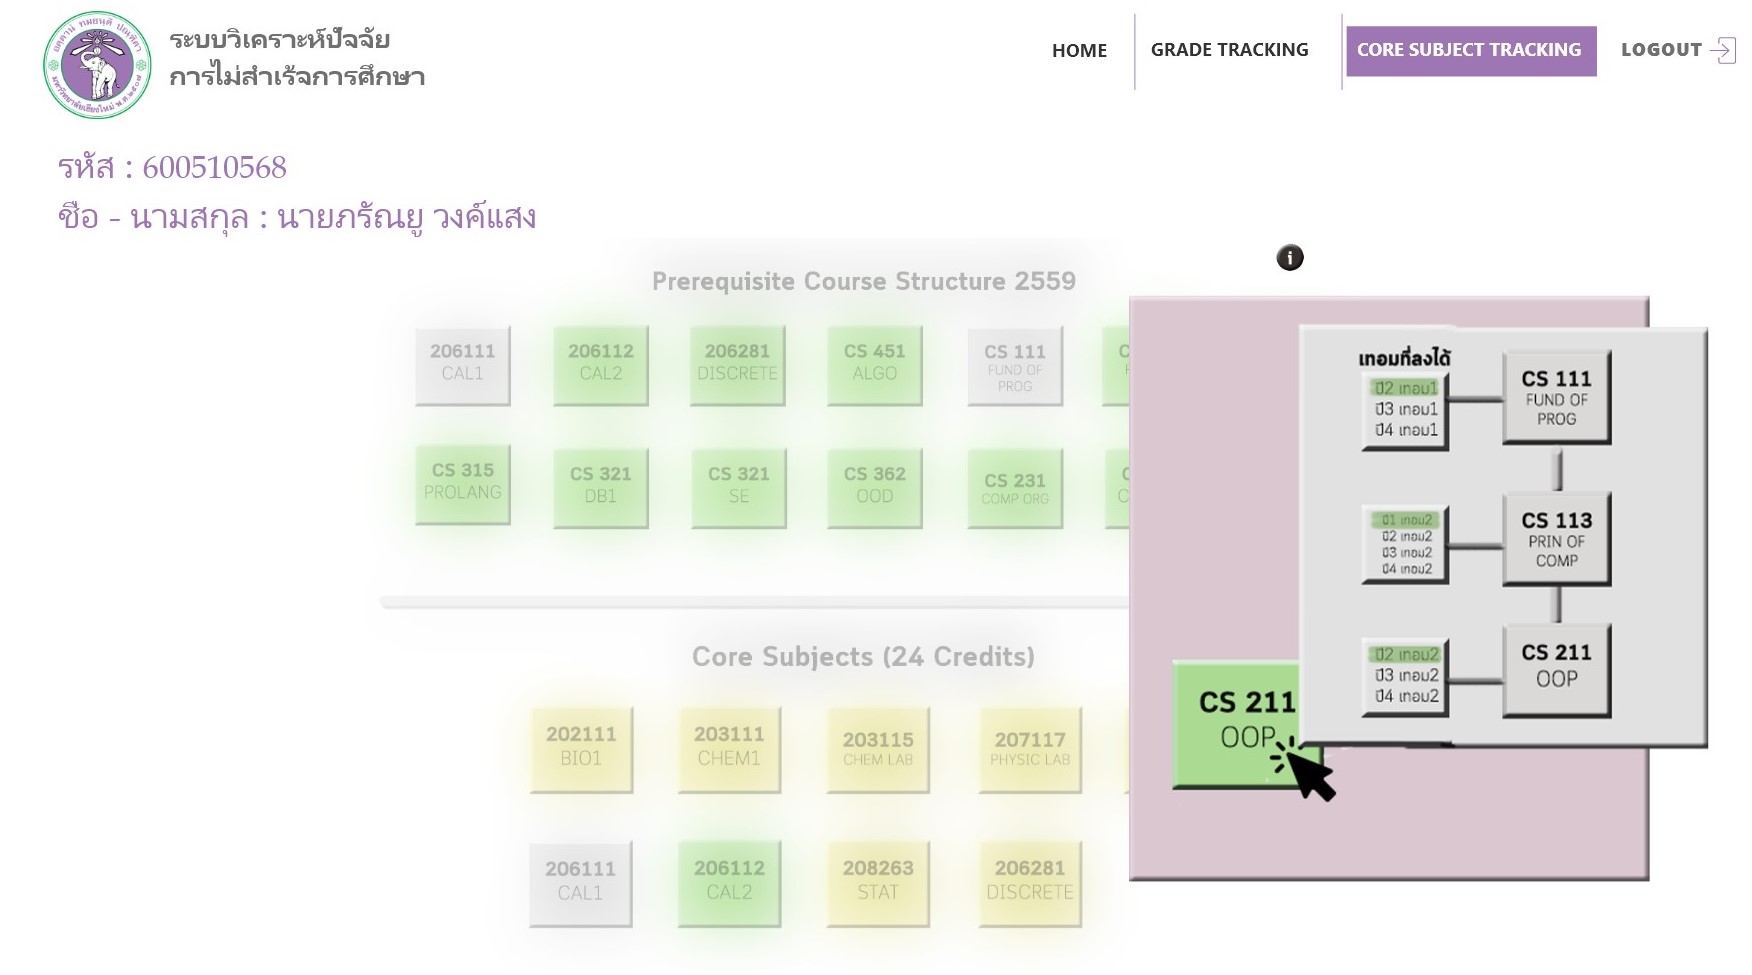 ระบบวิเคราะห์ปัจจัย
การไม่สำเร็จการศึกษา
HOME
GRADE TRACKING
CORE SUBJECT TRACKING
LOGOUT
รหัส : 600510568
ชื่อ - นามสกุล : นายภรัณยู วงค์แสง
i
Prerequisite Course Structure 2559
206111
CAL1
206112
CAL2
206281
DISCRETE
CS 451
ALGO
CS 111
FUND OF
PROG
CS 315
PROLANG
CS 321
DB1
CS 321
SE
CS 362
OOD
CS 231
COMP ORG
Core Subjects (24 Credits)
202111
BIO1
203111
CHEM1
203115
CHEM LAB
207117
PHYSIC LAB
206111
CAL1
206112
CAL2
208263
STAT
206281
DISCRETE
CS 211
OOP
เทอมที่ลงได้
ปี2 เทอม1
ปี3 เทอม1
ปี4 เทอม1
CS 111
FUND OF
PROG
ปี1 เทอม2
ปี2 เทอม2
ปี3 เทอม2
ปี4 เทอม2
CS 113
PRIN OF
COMP
ปี2 เทอม2
ปี3 เทอม2
ปี4 เทอม2
CS 211
OOP